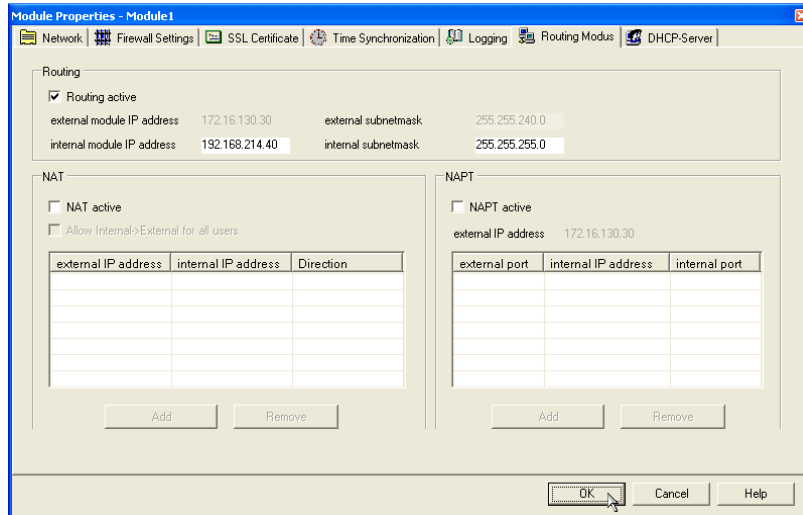 Module Properties - Module1
Network Firewall Settings SSL Certificate Time Synchronization Logging Routing Modus DHCP-Server
Routing
Routing active
external module IP address 172.16.130.30 external subnetmask 255.255.240.0
internal module IP address 192.168.214.40 internal subnetmask 255.255.255.0
NAT
NAT active
Allow Internal->External for all users
external IP address internal IP address Direction
Add Remove
NAPT
NAPT active
external IP address 172.16.130.30
external port internal IP address internal port
Add Remove
OK Cancel Help